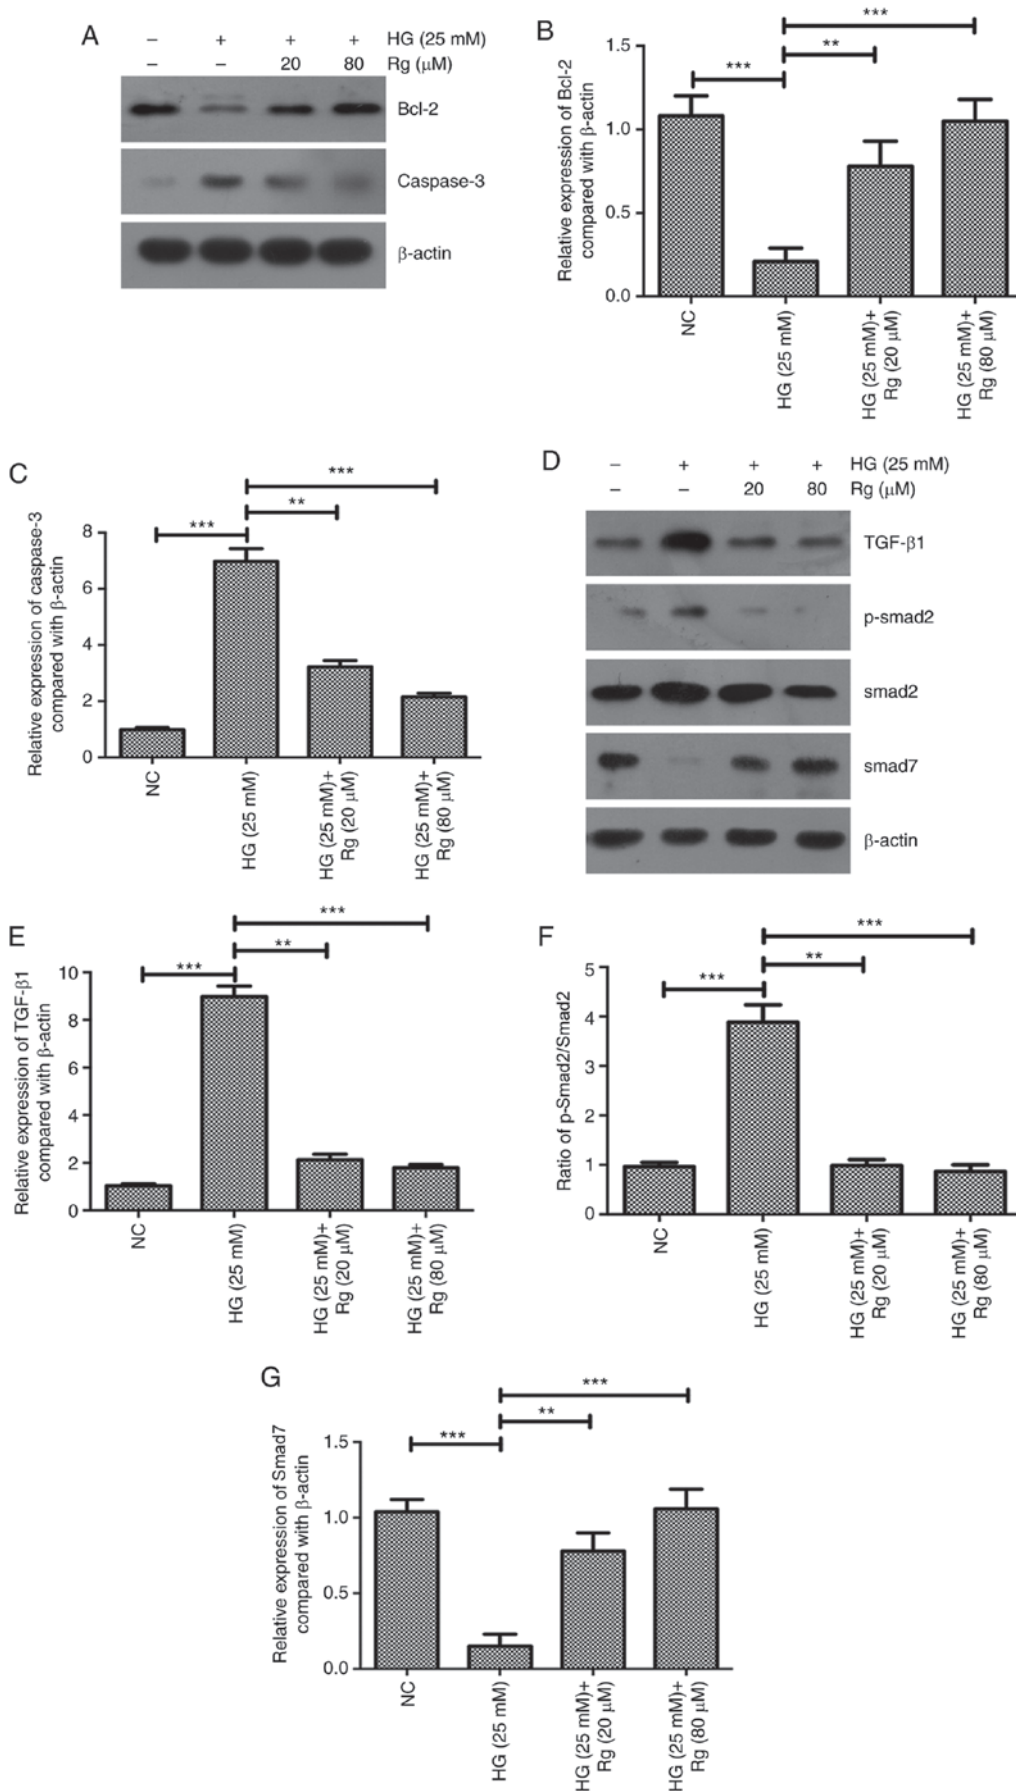 A
− + + + HG (25 mM)
− − 20 80 Rg (μM)
Bcl-2
Caspase-3
β-actin
B
*** 
**
***
Relative expression of Bcl-2
compared with β-actin
1.5
1.0
0.5
0.0
NC
HG (25 mM)
HG (25 mM)+
Rg (20 μM)
HG (25 mM)+
Rg (80 μM)
C
***
**
***
Relative expression of caspase-3
compared with β-actin
8
6
4
2
0
NC
HG (25 mM)
HG (25 mM)+
Rg (20 μM)
HG (25 mM)+
Rg (80 μM)
D
− + + + HG (25 mM)
− − 20 80 Rg (μM)
TGF-β1
p-smad2
smad2
smad7
β-actin
E
***
**
***
Relative expression of TGF-β1
compared with β-actin
10
8
6
4
2
0
NC
HG (25 mM)
HG (25 mM)+
Rg (20 μM)
HG (25 mM)+
Rg (80 μM)
F
***
**
***
Ratio of p-Smad2/Smad2
5
4
3
2
1
0
NC
HG (25 mM)
HG (25 mM)+
Rg (20 μM)
HG (25 mM)+
Rg (80 μM)
G
***
**
***
Relative expression of Smad7
compared with β-actin
1.5
1.0
0.5
0.0
NC
HG (25 mM)
HG (25 mM)+
Rg (20 μM)
HG (25 mM)+
Rg (80 μM)